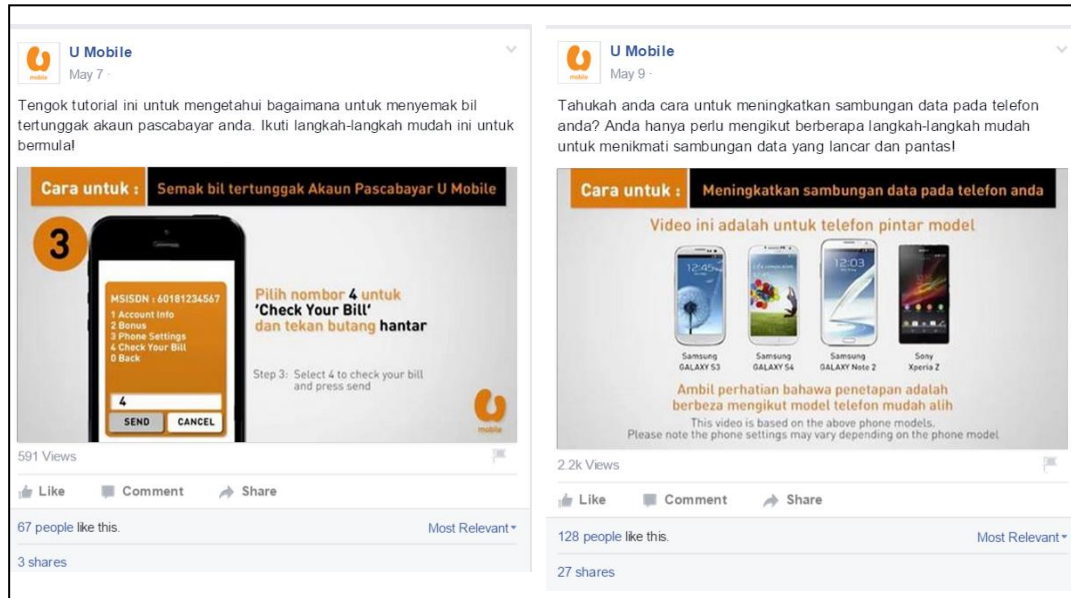 U Mobile
May 7 ·
Tengok tutorial ini untuk mengetahui bagaimana untuk menyemak bil
tertunggak akaun pascabayar anda. Ikuti langkah-langkah mudah ini untuk
bermula!
Cara untuk : Semak bil tertunggak Akaun Pascabayar U Mobile
3
MSISDN : 60181234567
1 Account Info
2 Bonus
3 Phone Settings
4 Check Your Bill
0 Back
4
SEND CANCEL
Pilih nombor 4 untuk
'Check Your Bill'
dan tekan butang hantar
Step 3: Select 4 to check your bill
and press send
mobile
591 Views
Like Comment Share
67 people like this. Most Relevant
3 shares
mobile
U Mobile
May 9 ·
Tahukah anda cara untuk meningkatkan sambungan data pada telefon
anda? Anda hanya perlu mengikut berberapa langkah-langkah mudah
untuk menikmati sambungan data yang lancar dan pantas!
Cara untuk : Meningkatkan sambungan data pada telefon anda
Video ini adalah untuk telefon pintar model
12:45
12:03
Samsung GALAXY S3
Samsung GALAXY S4
Samsung GALAXY Note 2
Sony Xperia Z
Ambil perhatian bahawa penetapan adalah
berbeza mengikut model telefon mudah alih
This video is based on the above phone models.
Please note the phone settings may vary depending on the phone model
2.2k Views
Like Comment Share
128 people like this. Most Relevant
27 shares